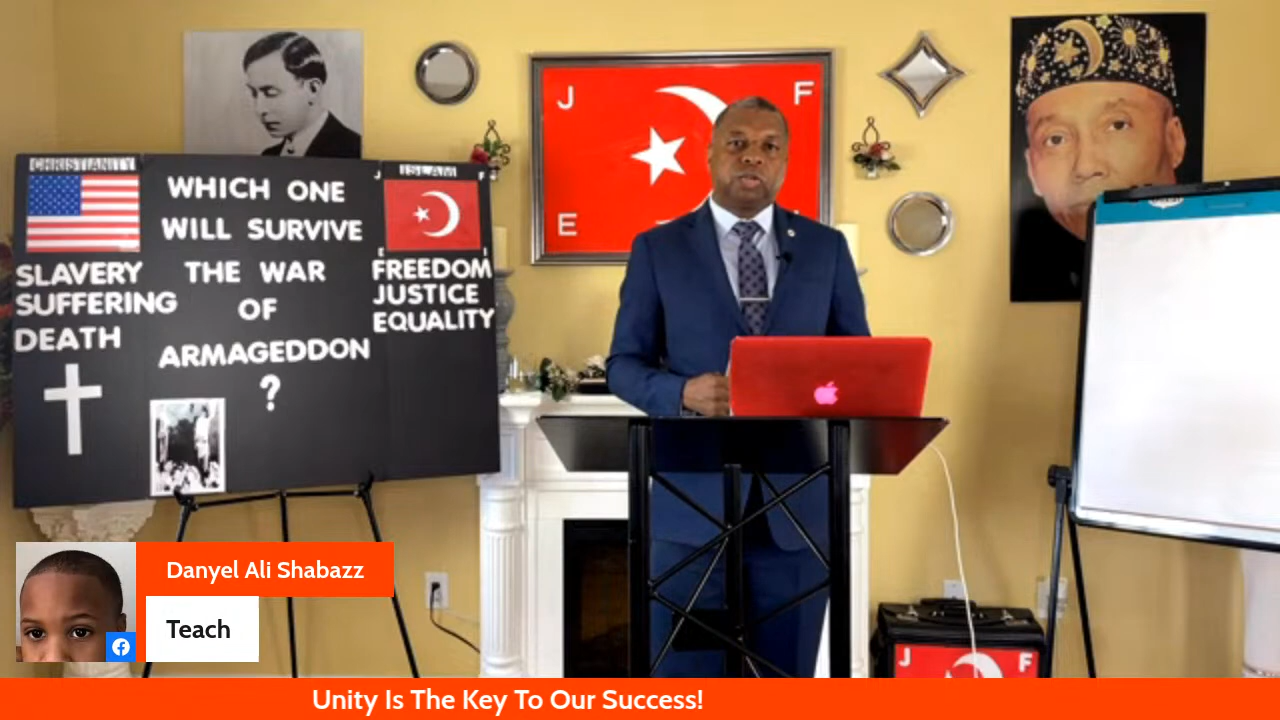 J F
E
CHRISTIANITY
ISLAM
J F
E I
WHICH ONE
WILL SURVIVE
THE WAR
OF
ARMAGEDDON
?
SLAVERY
SUFFERING
DEATH
FREEDOM
JUSTICE
EQUALITY
Danyel Ali Shabazz
Teach
J F
Unity Is The Key To Our Success!